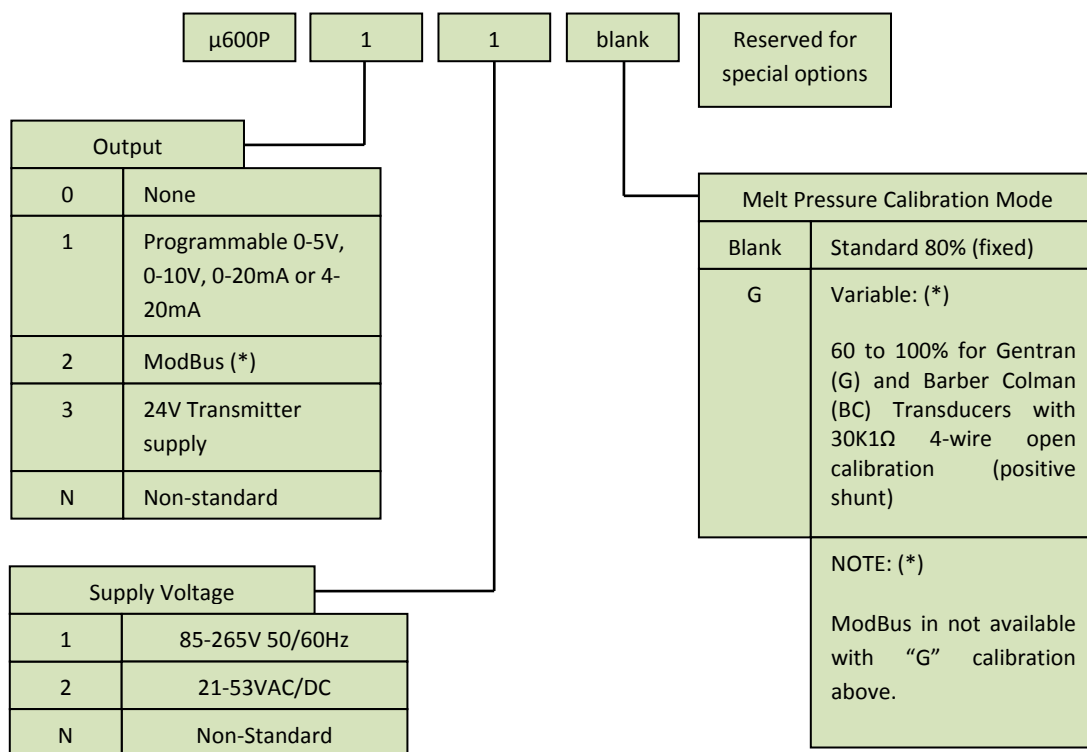 µ600P
1
1
blank
Reserved for
special options
Output
0 None
1 Programmable 0-5V,
0-10V, 0-20mA or 4-
20mA
2 ModBus (*)
3 24V Transmitter
supply
N Non-standard
Supply Voltage
1 85-265V 50/60Hz
2 21-53VAC/DC
N Non-Standard
Melt Pressure Calibration Mode
Blank Standard 80% (fixed)
G Variable: (*)
60 to 100% for Gentran
(G) and Barber Colman
(BC) Transducers with
30K1Ω 4-wire open
calibration (positive
shunt)
NOTE: (*)
ModBus in not available
with “G” calibration
above.